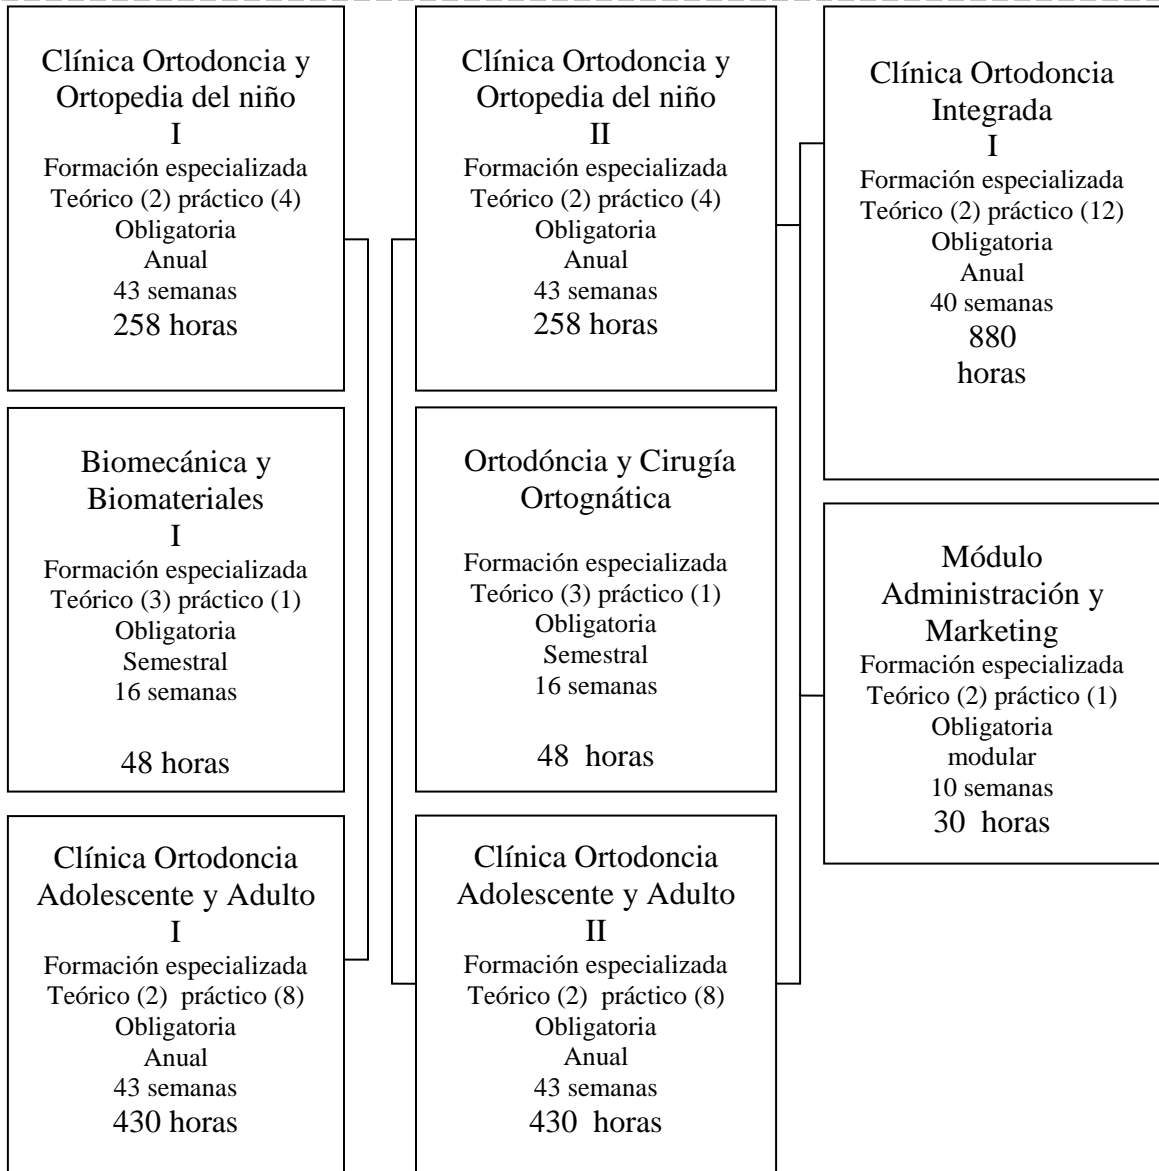 Clínica Ortodoncia y
Ortopedia del niño
I
Formación especializada
Teórico (2) práctico (4)
Obligatoria
Anual
43 semanas
258 horas
Biomecánica y
Biomateriales
I
Formación especializada
Teórico (3) práctico (1)
Obligatoria
Semestral
16 semanas
48 horas
Clínica Ortodoncia
Adolescente y Adulto
I
Formación especializada
Teórico (2) práctico (8)
Obligatoria
Anual
43 semanas
430 horas
Clínica Ortodoncia y
Ortopedia del niño
II
Formación especializada
Teórico (2) práctico (4)
Obligatoria
Anual
43 semanas
258 horas
Ortodóncia y Cirugía
Ortognática
Formación especializada
Teórico (3) práctico (1)
Obligatoria
Semestral
16 semanas
48 horas
Clínica Ortodoncia
Adolescente y Adulto
II
Formación especializada
Teórico (2) práctico (8)
Obligatoria
Anual
43 semanas
430 horas
Clínica Ortodoncia
Integrada
I
Formación especializada
Teórico (2) práctico (12)
Obligatoria
Anual
40 semanas
880
horas
Módulo
Administración y
Marketing
Formación especializada
Teórico (2) práctico (1)
Obligatoria
modular
10 semanas
30 horas